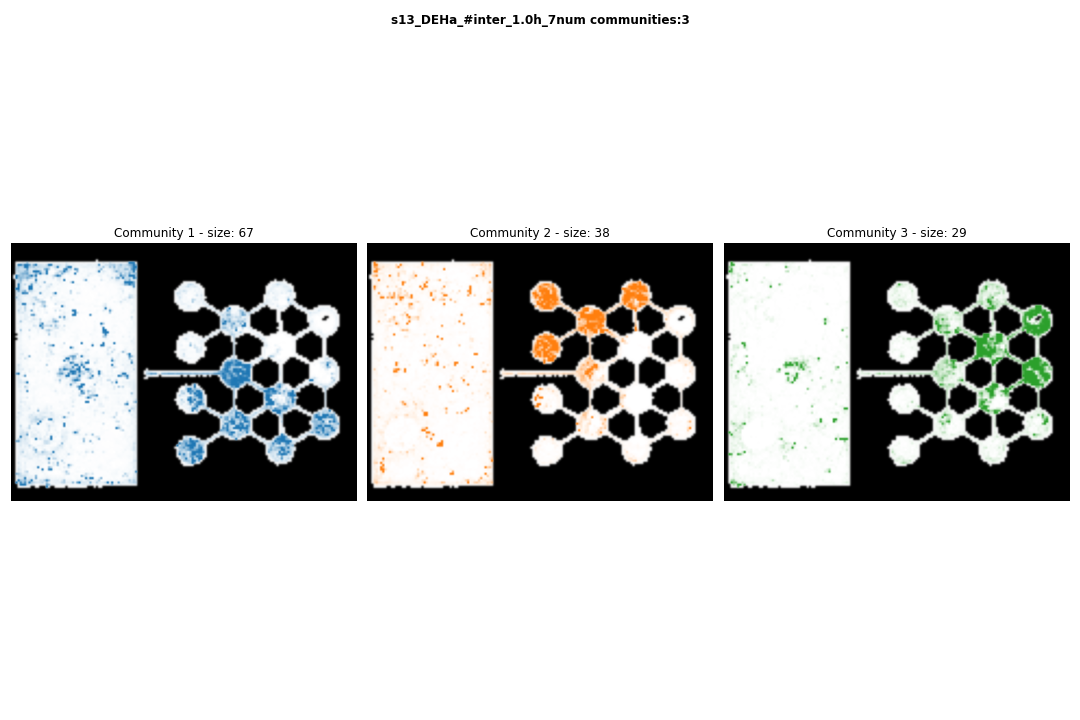 s13_DEHa_#inter_1.0h_7num communities:3
Community 1 - size: 67
Community 2 - size: 38
Community 3 - size: 29